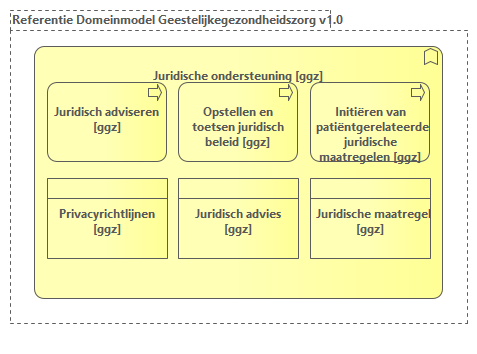 Referentie Domeinmodel Geestelijkegezondheidszorg v1.0
Juridische ondersteuning [ggz]
Juridisch adviseren
[ggz]
Opstellen en
toetsen juridisch
beleid [ggz]
Initiëren van
patiëntgerelateerde
juridische
maatregelen [ggz]
Privacyrichtlijnen
[ggz]
Juridisch advies
[ggz]
Juridische maatregel
[ggz]